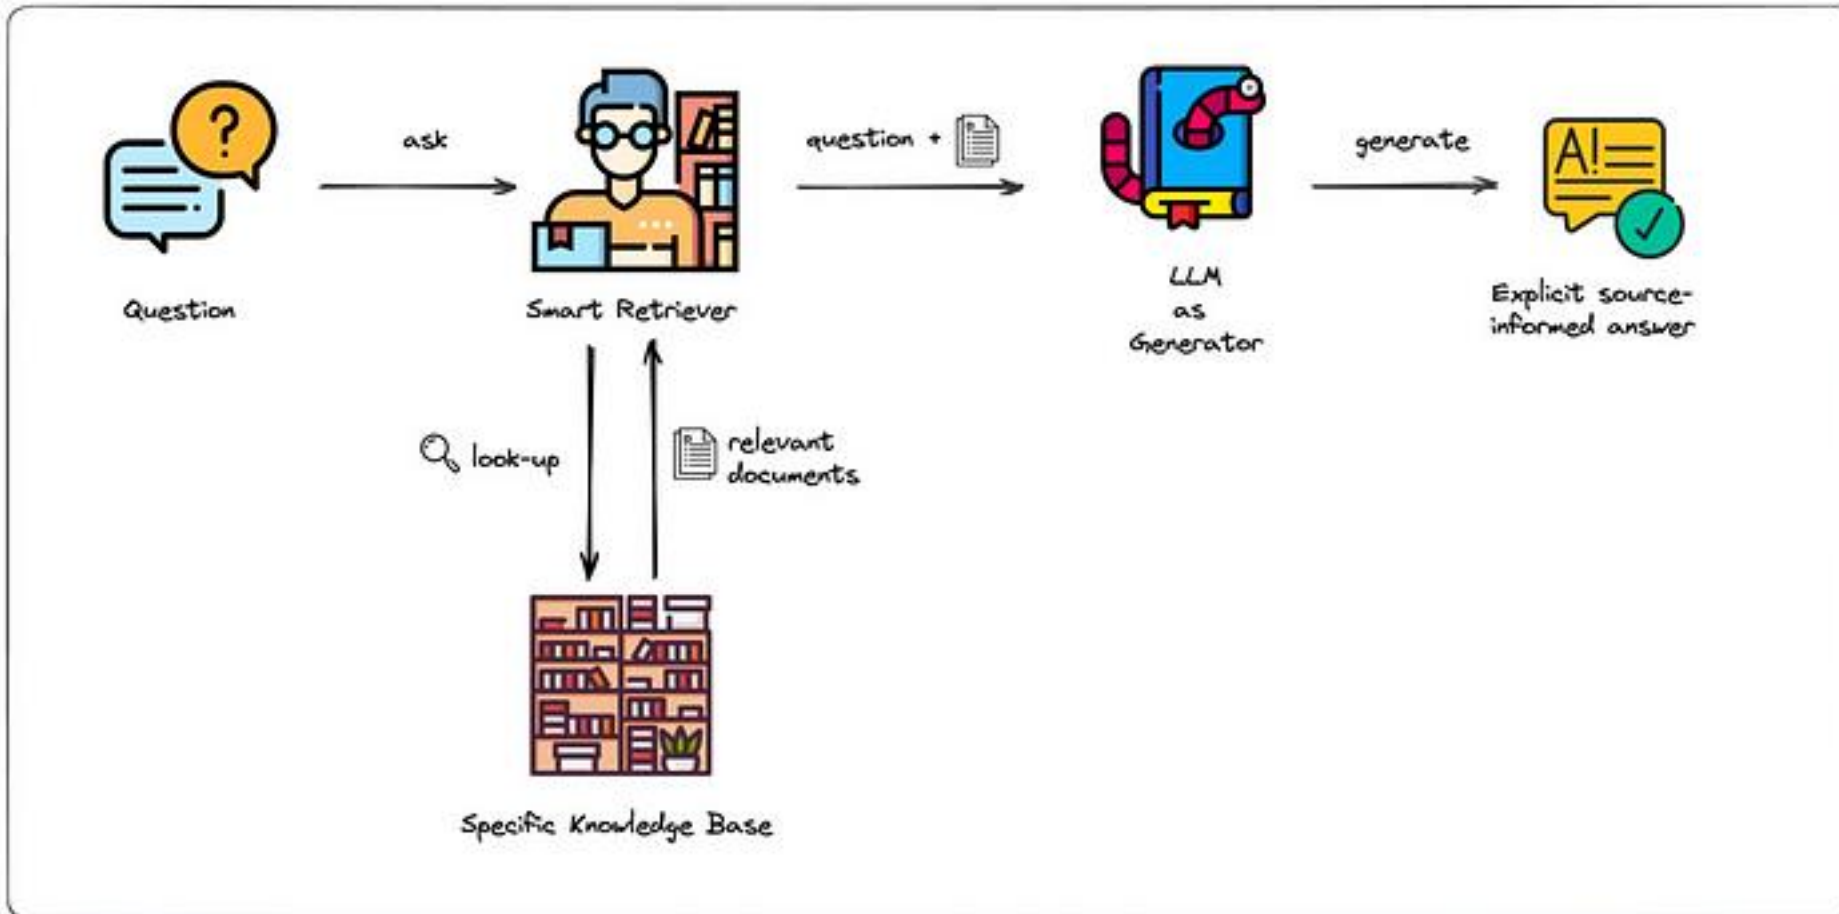 ?
ask
question +
generate
A!
Question
Smart Retriever
LLM
as
Generator
Explicit source-
informed answer
look-up
relevant
documents
Specific Knowledge Base